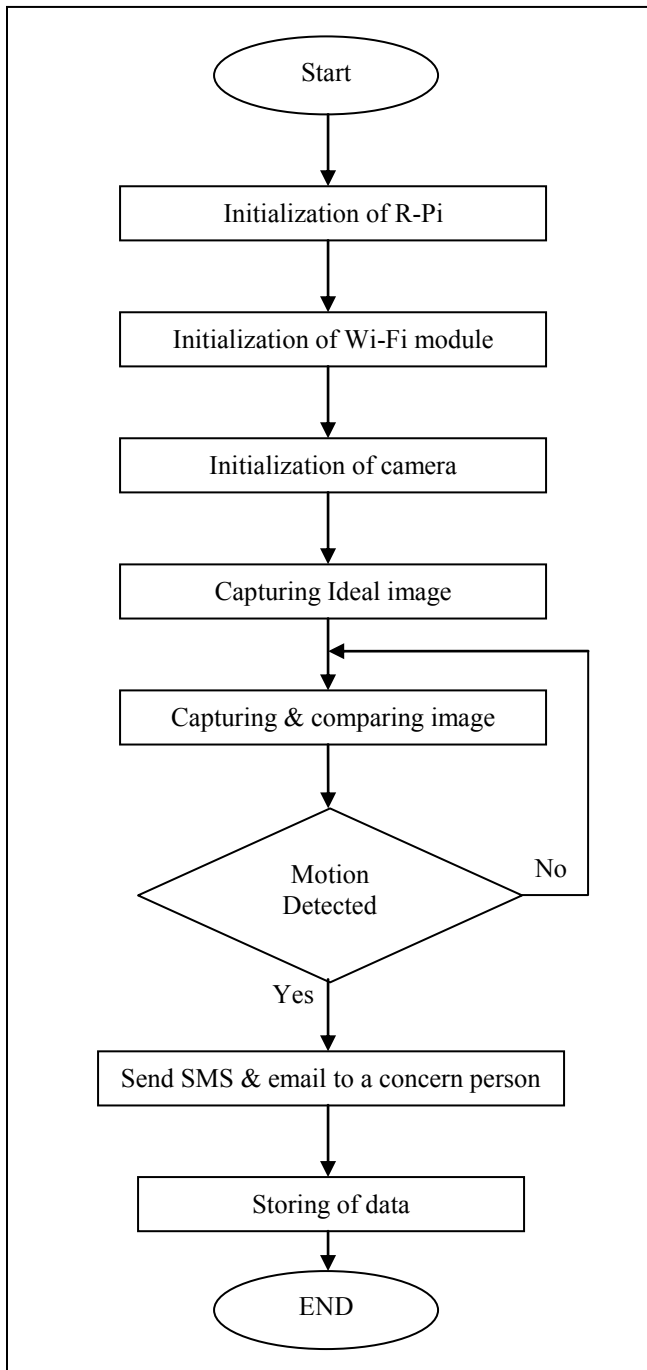 Start
Initialization of R-Pi
Initialization of Wi-Fi module
Initialization of camera
Capturing Ideal image
Capturing & comparing image
Motion
Detected
No
Yes
Send SMS & email to a concern person
Storing of data
END